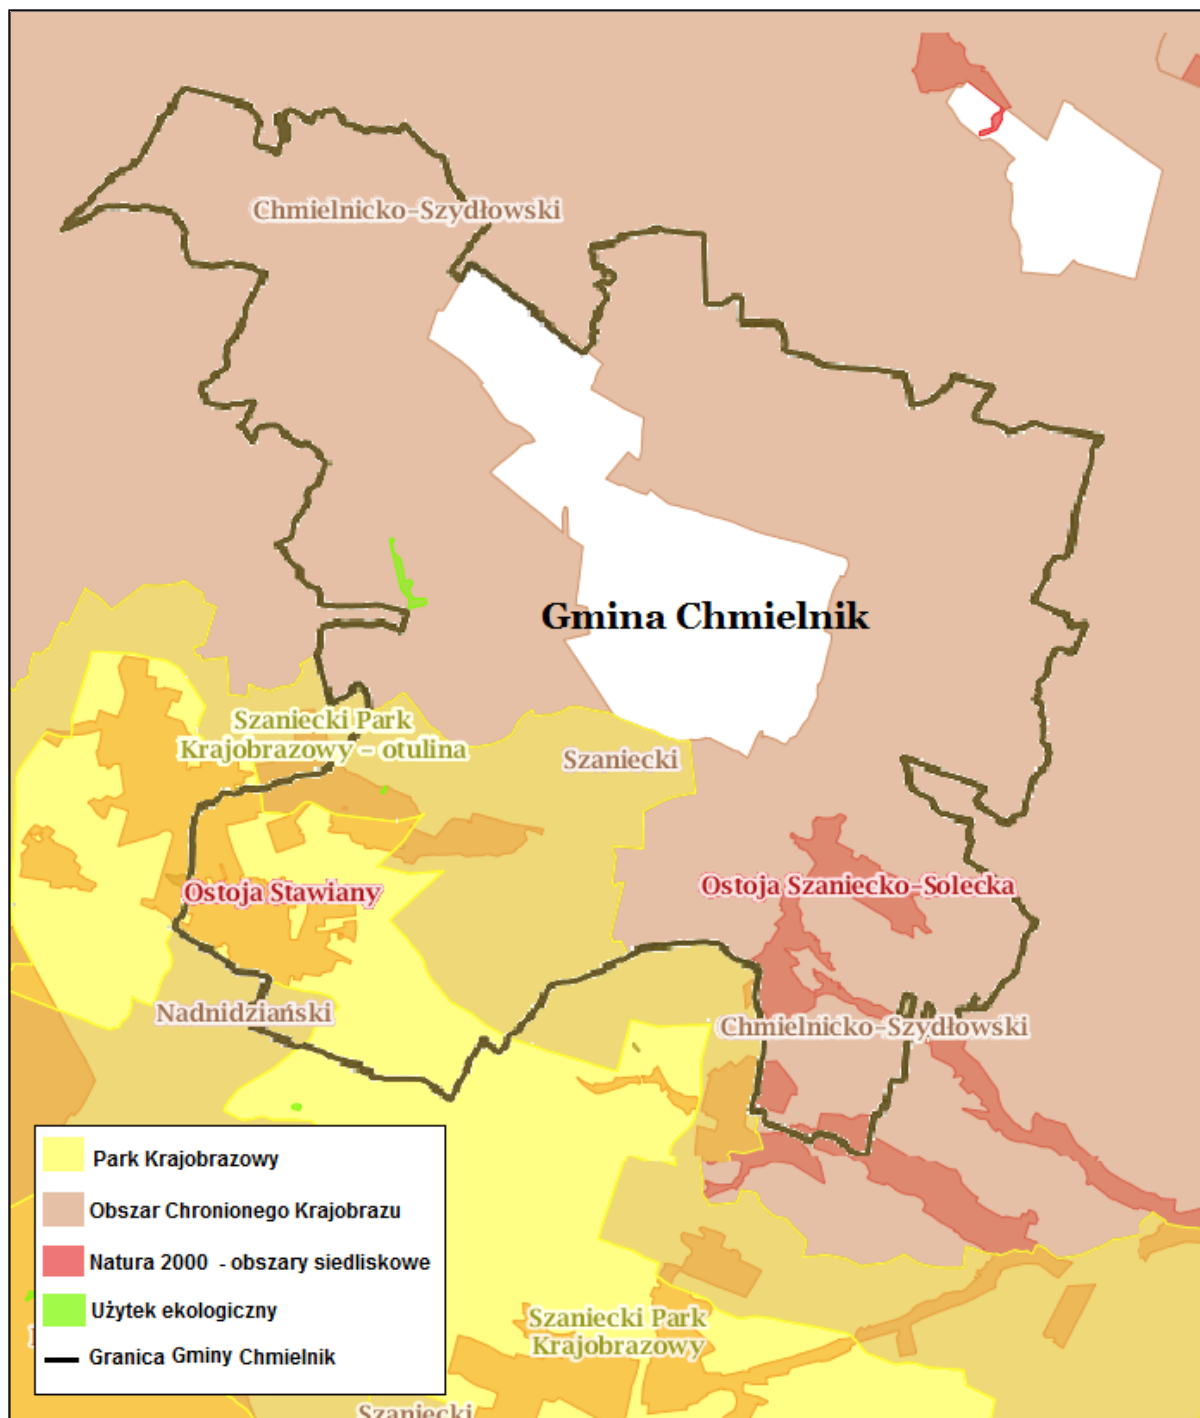 Chmielnicko-Szydłowski
Gmina Chmielnik
Szaniecki Park
Krajobrazowy - otulina
Szaniecki
Ostoja Stawiany
Ostoja Szaniecko-Solecka
Nadnidziański
Chmielnicko-Szydłowski
Park Krajobrazowy
Obszar Chronionego Krajobrazu
Natura 2000 - obszary siedliskowe
Użytek ekologiczny
Granica Gminy Chmielnik
Szaniecki Park
Krajobrazowy
Szaniecki